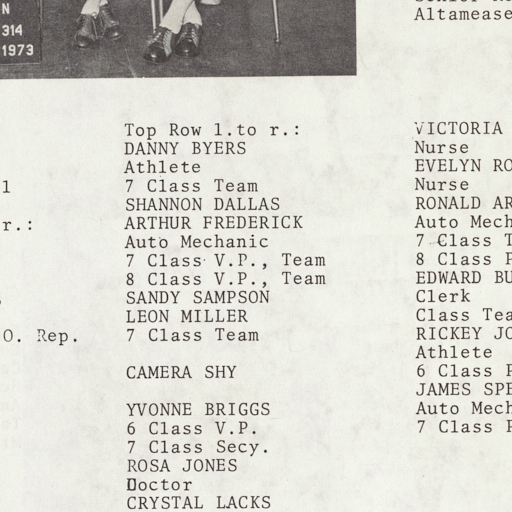 N
314
1973
Altamease
1
r.:
O. Rep.
Top Row l.to r.:
DANNY BYERS
Athlete
7 Class Team
SHANNON DALLAS
ARTHUR FREDERICK
Auto Mechanic
7 Class V.P., Team
8 Class V.P., Team
SANDY SAMPSON
LEON MILLER
7 Class Team
CAMERA SHY
YVONNE BRIGGS
6 Class V.P.
7 Class Secy.
ROSA JONES
Doctor
CRYSTAL LACKS
VICTORIA
Nurse
EVELYN RO
Nurse
RONALD AR
Auto Mech
7 Class T
8 Class P
EDWARD BU
Clerk
Class Tea
RICKEY JO
Athlete
6 Class P
JAMES SPE
Auto Mech
7 Class P